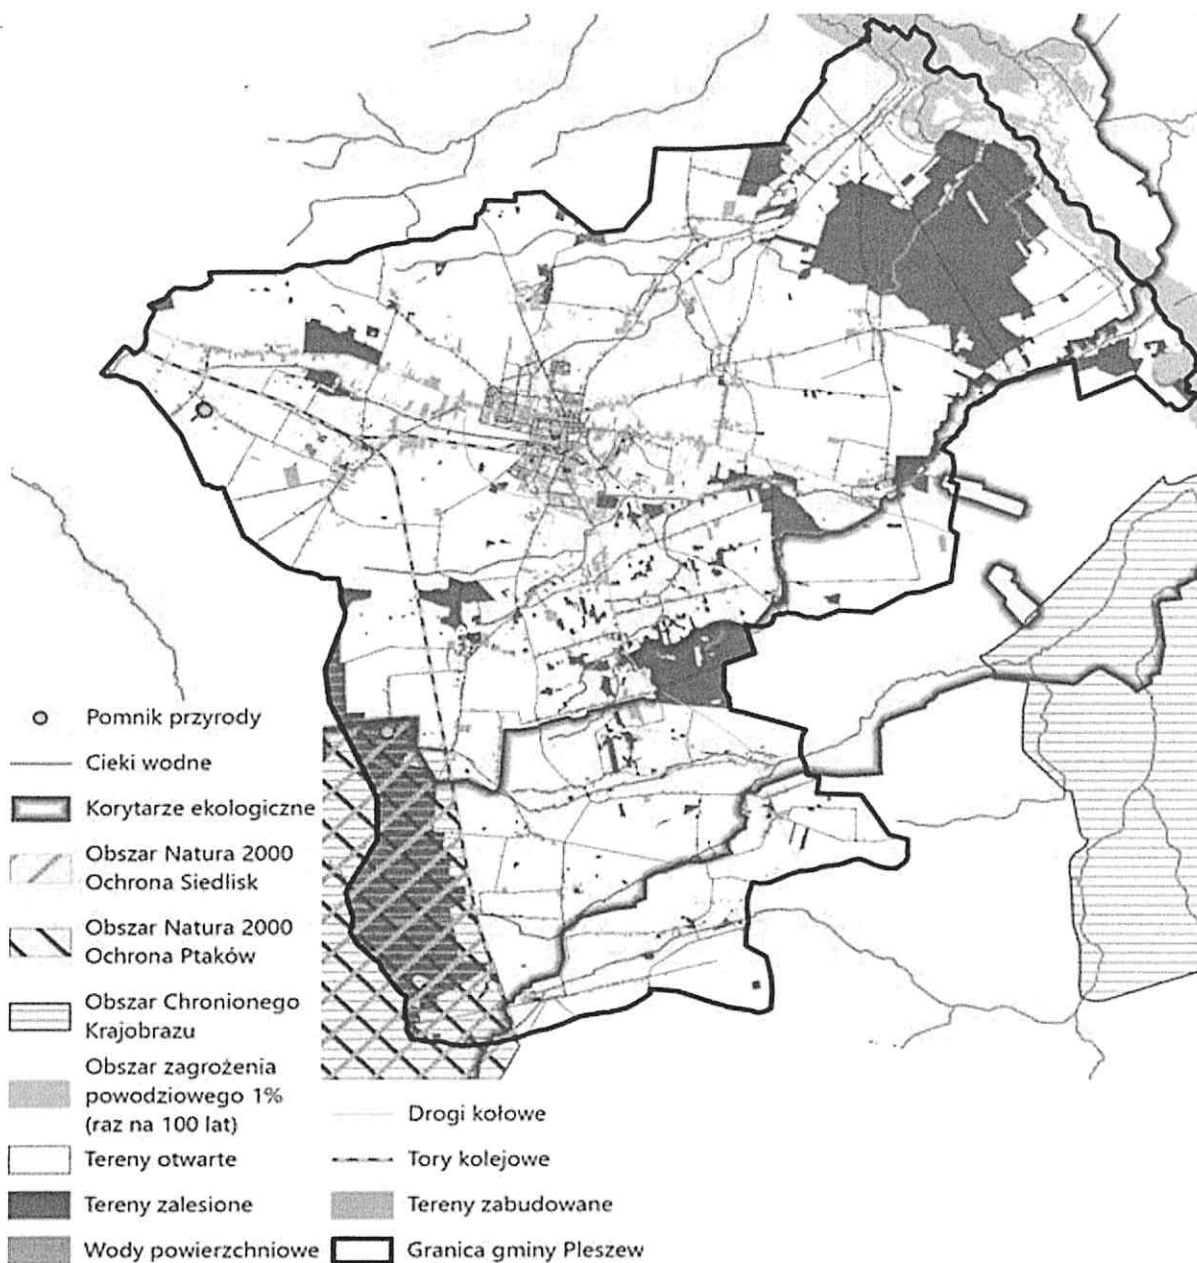 Pomnik przyrody
Cieki wodne
Korytarze ekologiczne
Obszar Natura 2000
Ochrona Siedlisk
Obszar Natura 2000
Ochrona Ptaków
Obszar Chronionego
Krajobrazu
Obszar zagrożenia
powodziowego 1%
(raz na 100 lat)
Tereny otwarte
Tereny zalesione
Wody powierzchniowe
Drogi kołowe
Tory kolejowe
Tereny zabudowane
Granica gminy Pleszew